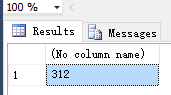 100 %
Results Messages
(No column name)
1 312